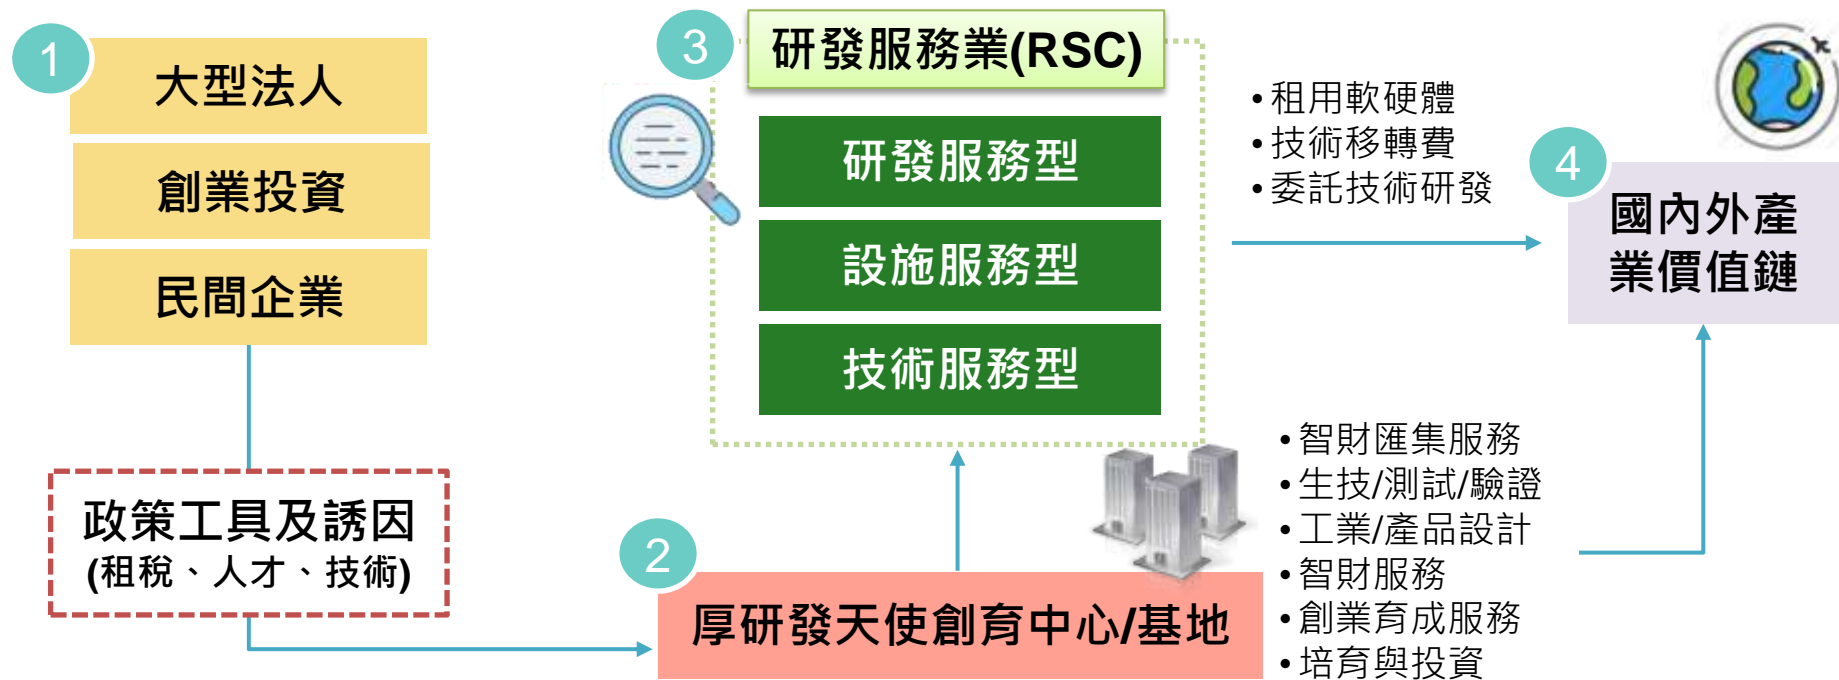 1
大型法人
創業投資
民間企業
政策工具及誘因
(租稅、人才、技術)
2
厚研發天使創育中心/基地
3
研發服務業(RSC)
研發服務型
設施服務型
技術服務型
•租用軟硬體
•技術移轉費
•委託技術研發
•智財匯集服務
•生技/測試/驗證
•工業/產品設計
•智財服務
•創業育成服務
•培育與投資
4
國內外產
業價值鏈